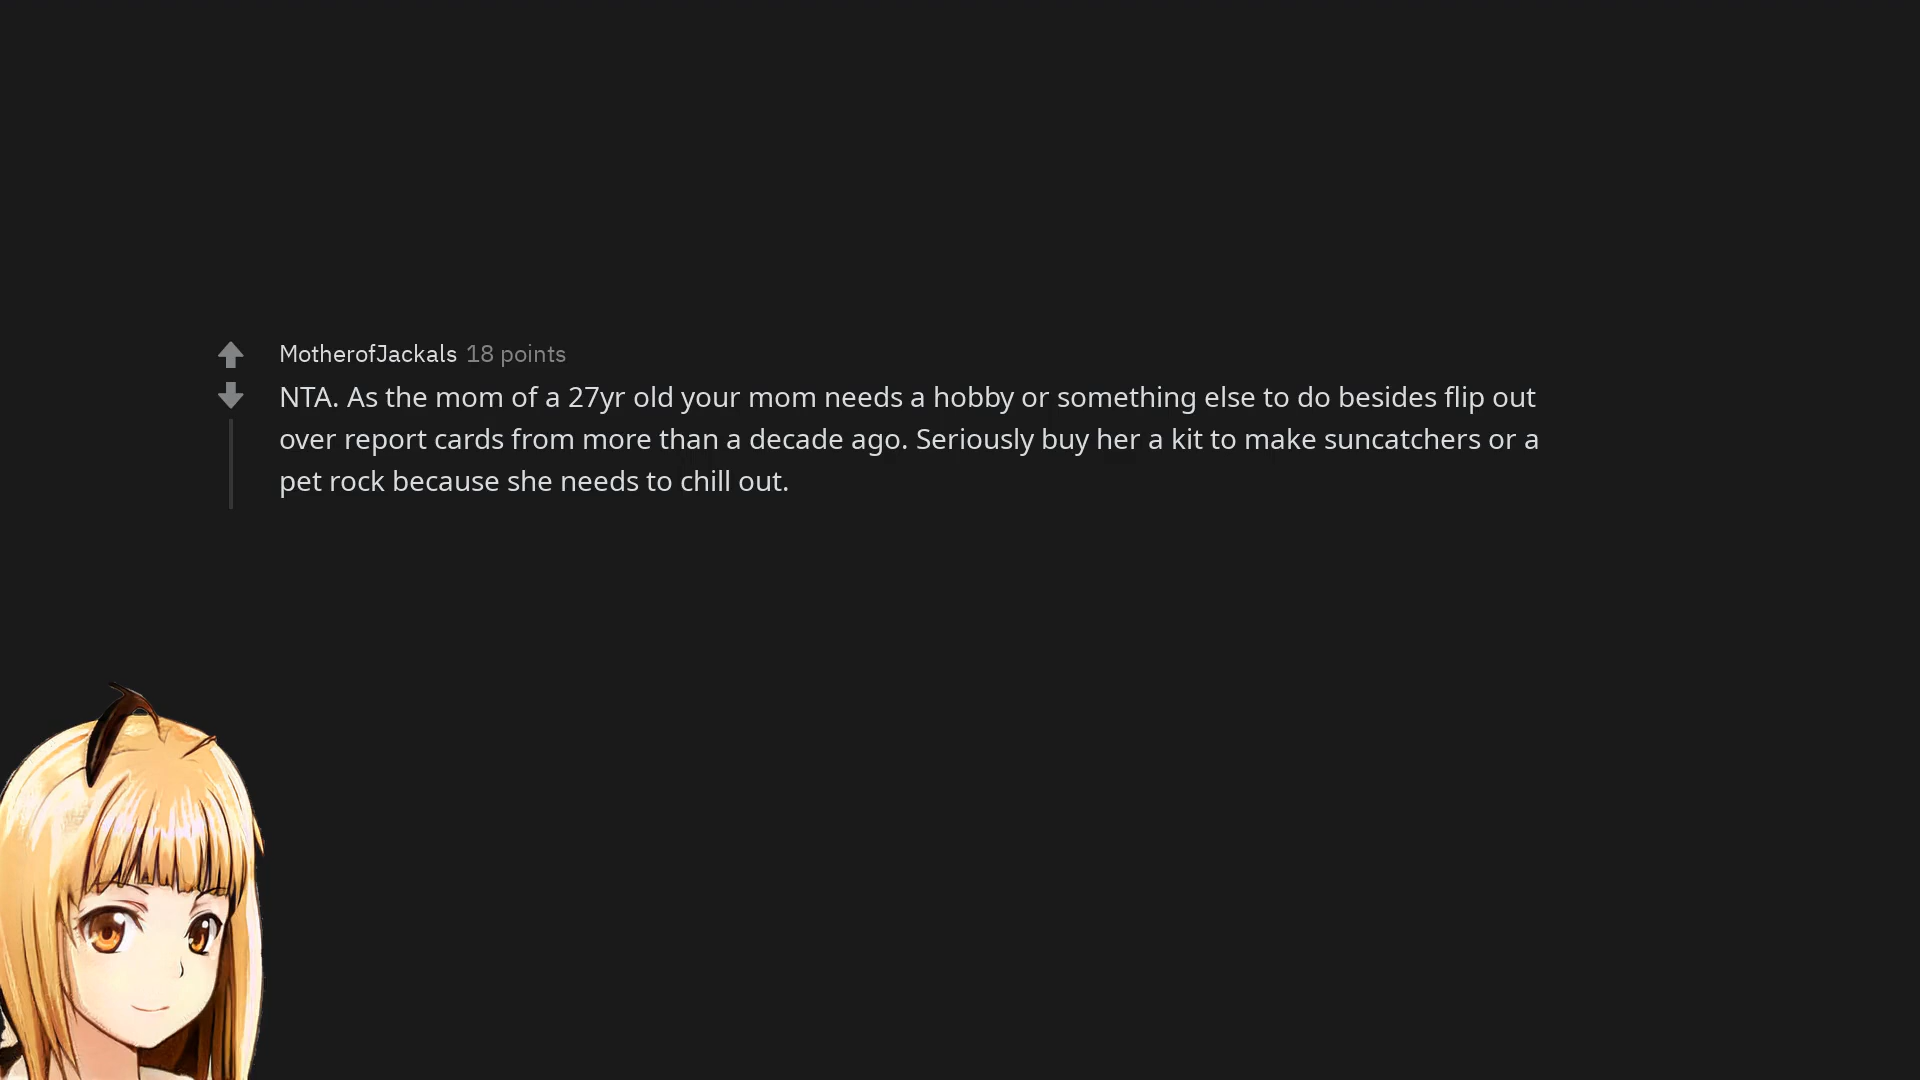 MotherofJackals 18 points
NTA. As the mom of a 27yr old your mom needs a hobby or something else to do besides flip out
over report cards from more than a decade ago. Seriously buy her a kit to make suncatchers or a
pet rock because she needs to chill out.